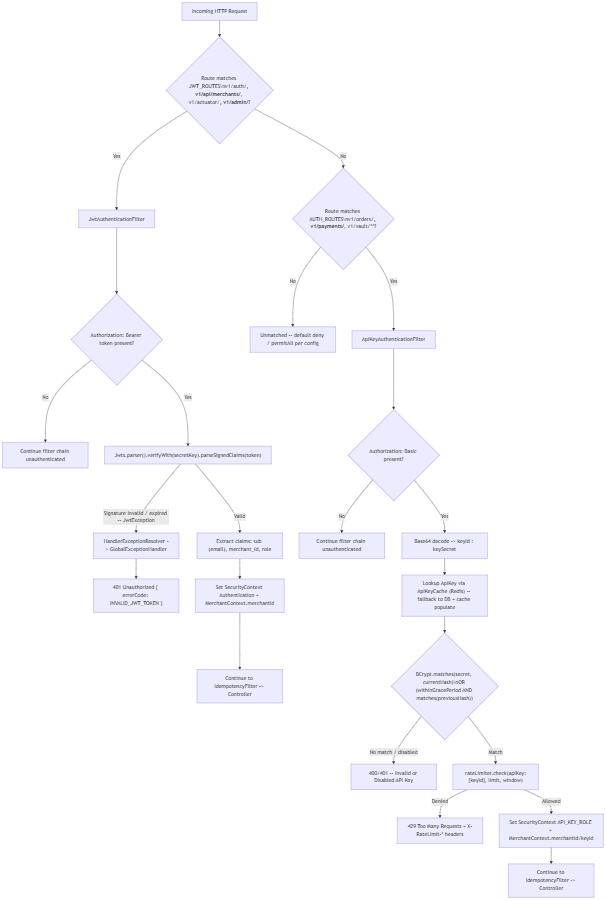 Incoming HTTP Request
Route matches
JWT_ROUTES\nv1/auth/,
v1/api/merchants/,
v1/actuator/, v1/admin/?
Yes
No
JwtAuthenticationFilter
Route matches
AUTH_ROUTES\nv1/orders/,
v1/payments/, v1/vault/**?
No
Yes
Authorization: Bearer
token present?
Unmatched -- default deny
/ permitAll per config
ApiKeyAuthenticationFilter
No
Yes
Continue filter chain
unauthenticated
Jwts.parser().verifyWith(secretKey).parseSignedClaims(token)
Authorization: Basic
present?
Signature invalid / expired
-- JwtException
Valid
No
Yes
HandlerExceptionResolver -
> GlobalExceptionHandler
Extract claims: sub
(email), merchant_id, role
Continue filter chain
unauthenticated
Base64 decode -> keyId :
keySecret
401 Unauthorized {
errorCode:
INVALID_JWT_TOKEN }
Set SecurityContext
Authentication +
MerchantContext.merchantId
Lookup ApiKey via
ApiKeyCache (Redis) --
fallback to DB + cache
populate
Continue to
IdempotencyFilter ->
Controller
BCrypt.matches(secret,
currentHash)\nOR
(withinGracePeriod AND
matches(previousHash))
No match / disabled
Match
400/401 -- Invalid or
Disabled API Key
rateLimiter.check(apiKey:
{keyId}, limit, window)
Denied
Allowed
429 Too Many Requests + X-
RateLimit-* headers
Set SecurityContext API_KEY_ROLE
+
MerchantContext.merchantId/keyId
Continue to
IdempotencyFilter ->
Controller